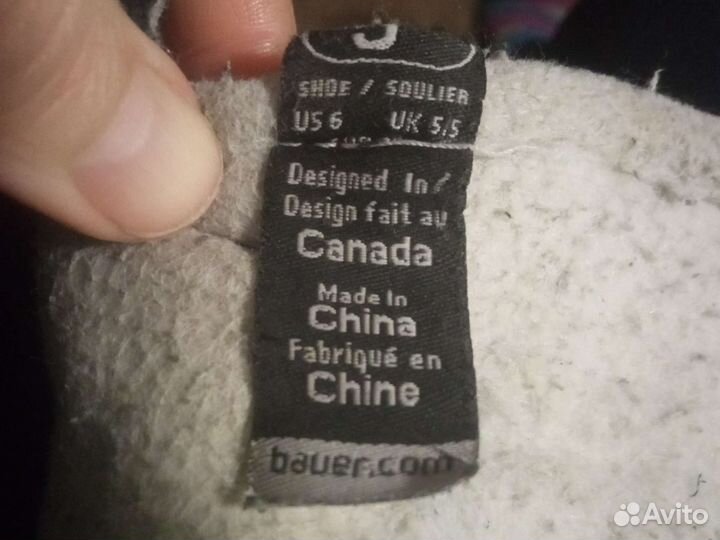 SHOE / SOULIER
US 6 UK 5.5
Designed In /
Design fait au
Canada
Made In
China
Fabriqué en
Chine
bauer.com
Avito